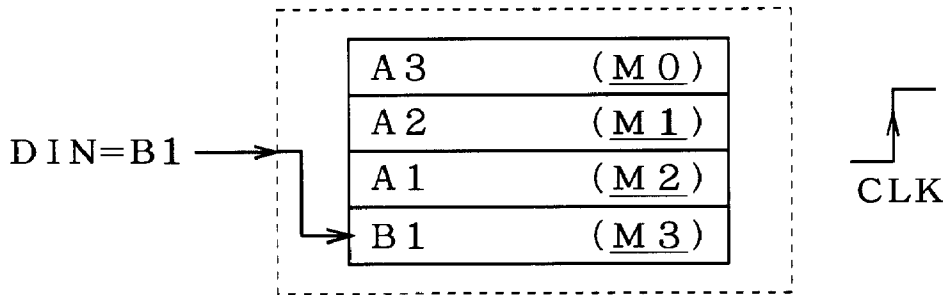 A3 (M0)
A2 (M1)
DIN=B1
A1 (M2)
CLK
B1 (M3)